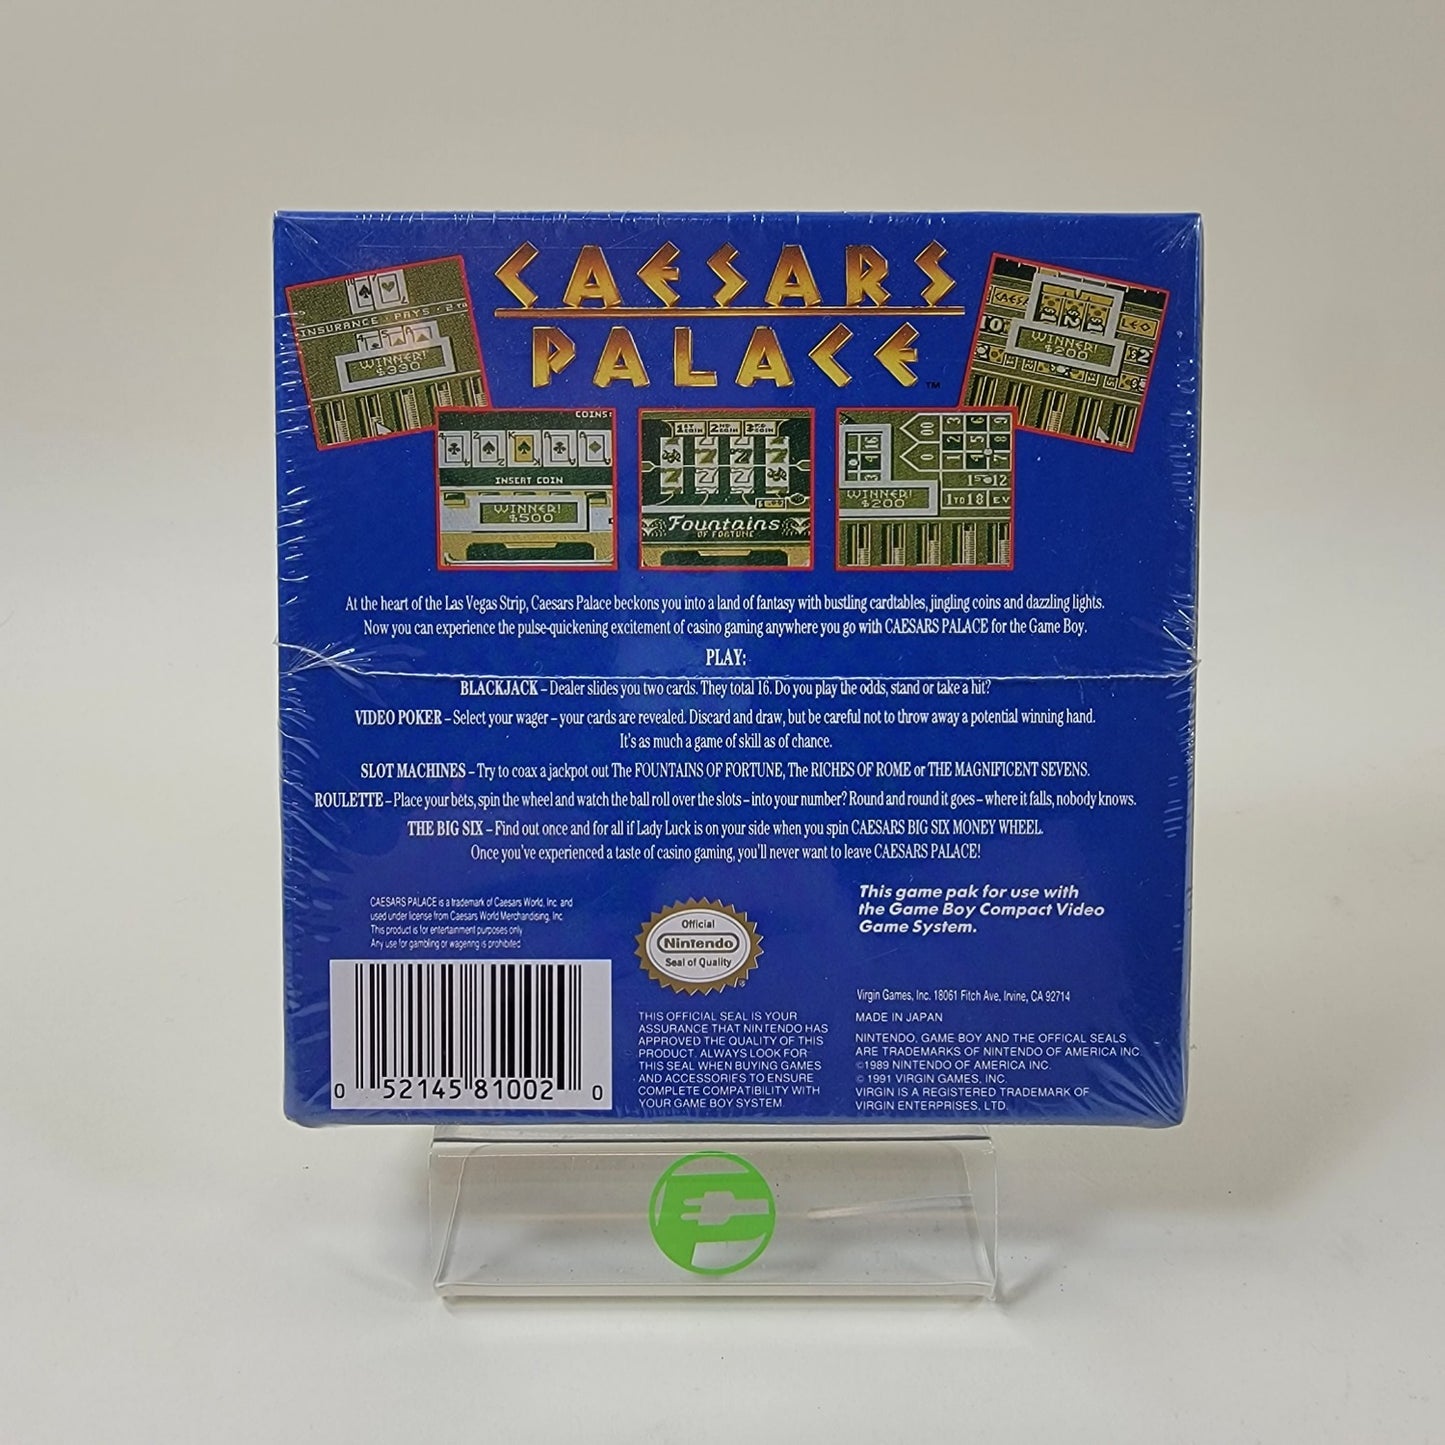 CAESARS
PALACE™
INSURANCE PAYS 2 TO
WINNER!
$330
CAESARS
LEO
WINNER!
$200
COINS:
INSERT COIN
WINNER!
$500
1ST COIN 2ND COIN 3RD COIN
Fountains
OF FORTUNE
WINNER!
$200
1 TO 18 EV
At the heart of the Las Vegas Strip, Caesars Palace beckons you into a land of fantasy with bustling cardtables, jingling coins and dazzling lights.
Now you can experience the pulse-quickening excitement of casino gaming anywhere you go with CAESARS PALACE for the Game Boy.
PLAY:
BLACKJACK – Dealer slides you two cards. They total 16. Do you play the odds, stand or take a hit?
VIDEO POKER – Select your wager – your cards are revealed. Discard and draw, but be careful not to throw away a potential winning hand.
It's as much a game of skill as of chance.
SLOT MACHINES – Try to coax a jackpot out The FOUNTAINS OF FORTUNE, The RICHES OF ROME or THE MAGNIFICENT SEVENS.
ROULETTE – Place your bets, spin the wheel and watch the ball roll over the slots – into your number? Round and round it goes – where it falls, nobody knows.
THE BIG SIX – Find out once and for all if Lady Luck is on your side when you spin CAESARS BIG SIX MONEY WHEEL.
Once you've experienced a taste of casino gaming, you'll never want to leave CAESARS PALACE!
CAESARS PALACE is a trademark of Caesars World, Inc. and
used under license from Caesars World Merchandising, Inc.
This product is for entertainment purposes only
Any use for gambling or wagering is prohibited
0 52145 81002 0
Official
Nintendo
Seal of Quality
THIS OFFICIAL SEAL IS YOUR
ASSURANCE THAT NINTENDO HAS
APPROVED THE QUALITY OF THIS
PRODUCT. ALWAYS LOOK FOR
THIS SEAL WHEN BUYING GAMES
AND ACCESSORIES TO ENSURE
COMPLETE COMPATIBILITY WITH
YOUR GAME BOY SYSTEM.
This game pak for use with
the Game Boy Compact Video
Game System.
Virgin Games, Inc. 18061 Fitch Ave, Irvine, CA 92714
MADE IN JAPAN
NINTENDO, GAME BOY AND THE OFFICAL SEALS
ARE TRADEMARKS OF NINTENDO OF AMERICA INC.
©1989 NINTENDO OF AMERICA INC.
© 1991 VIRGIN GAMES, INC.
VIRGIN IS A REGISTERED TRADEMARK OF
VIRGIN ENTERPRISES, LTD.